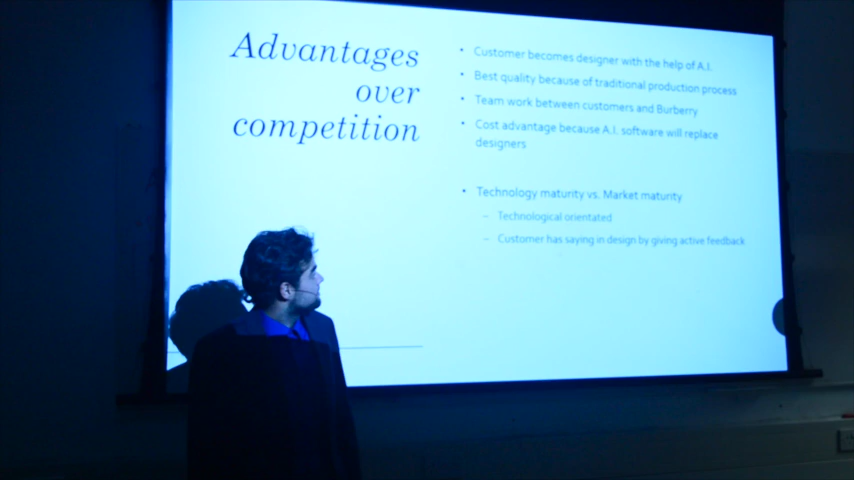 Advantages
over
competition
• Customer becomes designer with the help of A.I.
• Best quality because of traditional production process
• Team work between customers and Burberry
• Cost advantage because A.I. software will replace
designers
• Technology maturity vs. Market maturity
– Technological orientated
– Customer has saying in design by giving active feedback